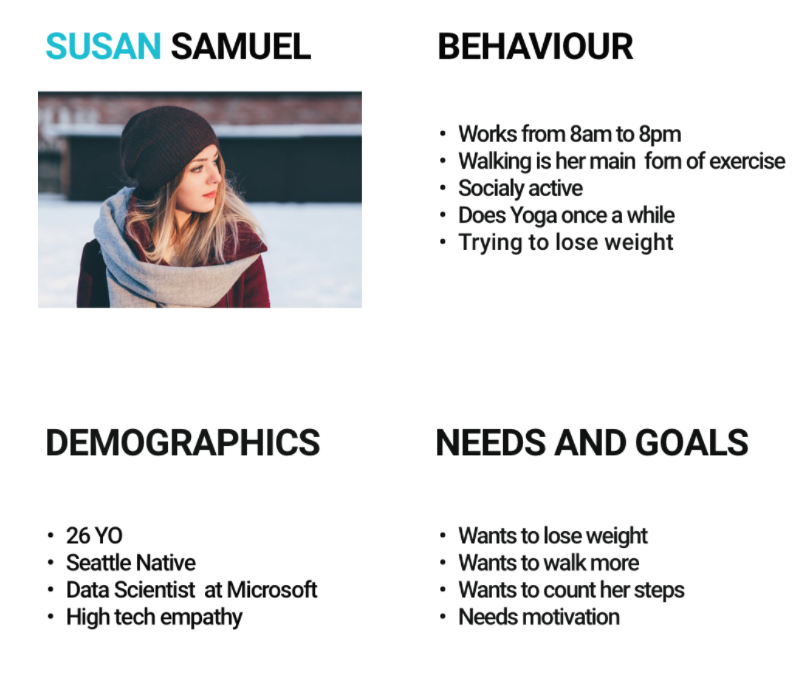 SUSAN SAMUEL
BEHAVIOUR
• Works from 8am to 8pm
• Walking is her main  forn of exercise
• Socialy active
• Does Yoga once a while
• Trying to lose weight
DEMOGRAPHICS
• 26 YO
• Seattle Native
• Data Scientist  at Microsoft
• High tech empathy
NEEDS AND GOALS
• Wants to lose weight
• Wants to walk more
• Wants to count her steps
• Needs motivation